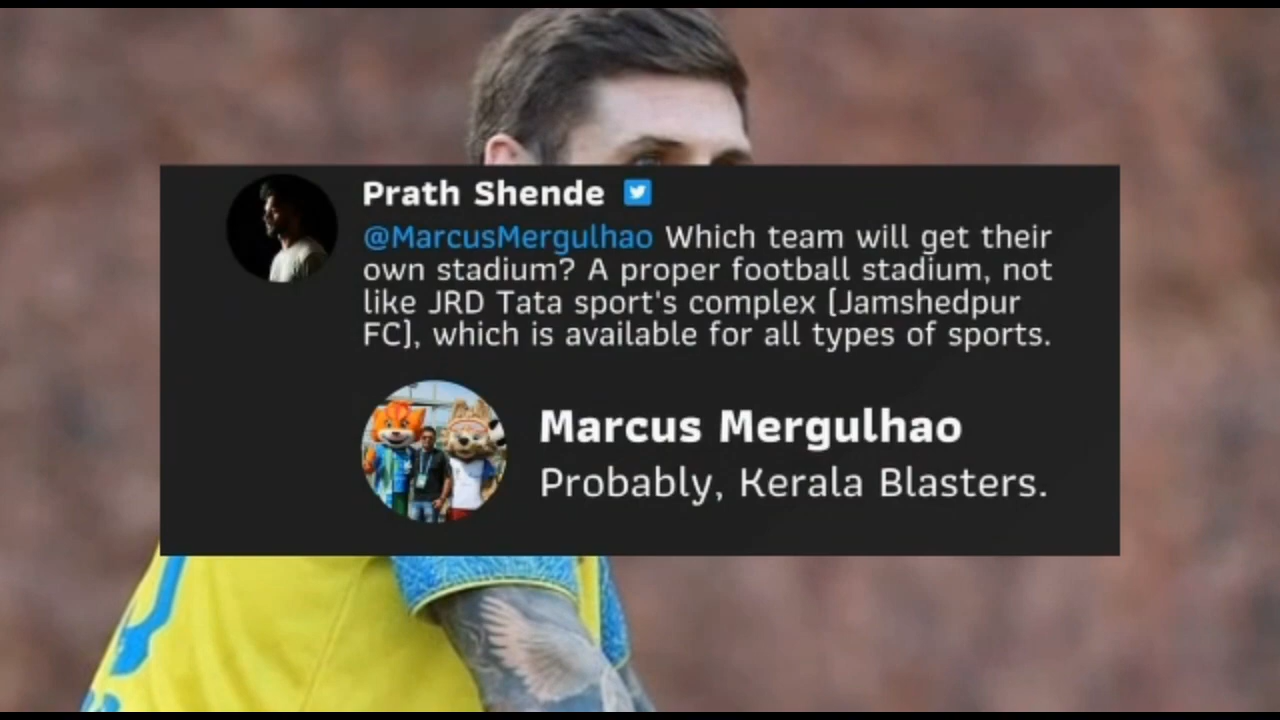 Prath Shende
@MarcusMergulhao Which team will get their
own stadium? A proper football stadium, not
like JRD Tata sport's complex [Jamshedpur
FC], which is available for all types of sports.
Marcus Mergulhao
Probably, Kerala Blasters.